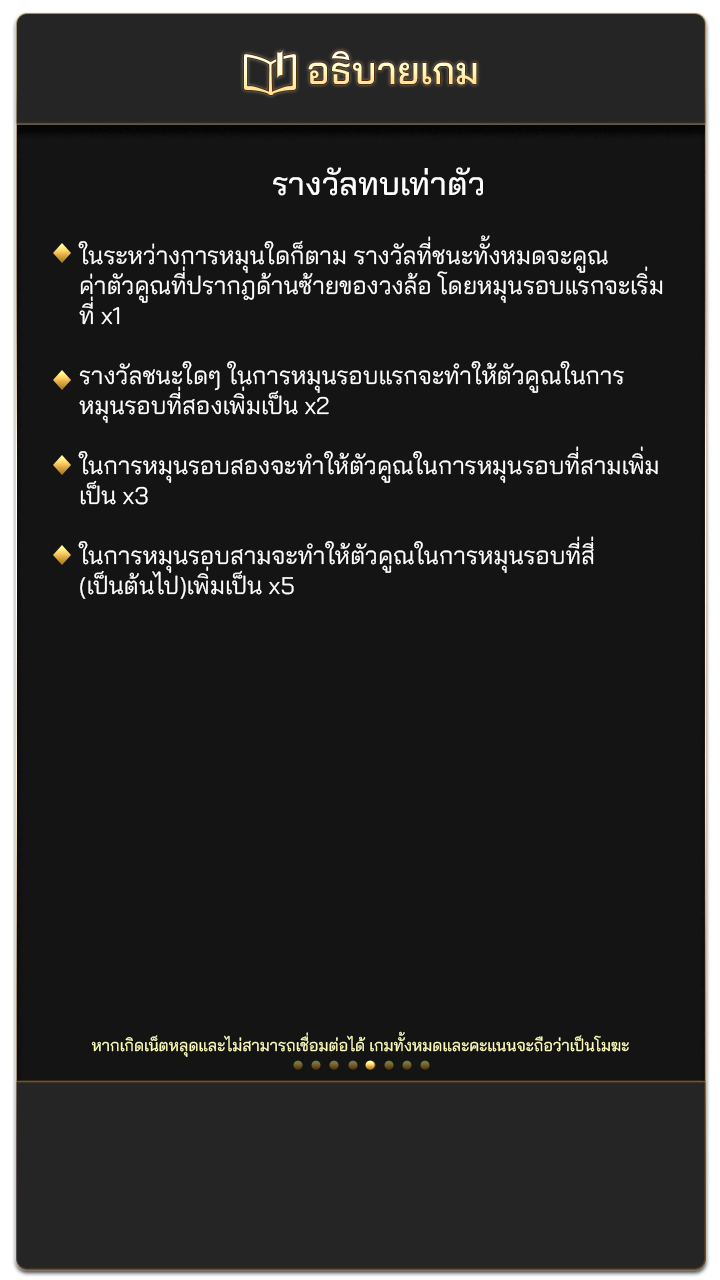 อธิบายเกม
รางวัลทบเท่าตัว
ในระหว่างการหมุนใดก็ตาม รางวัลที่ชนะทั้งหมดจะคูณ
ค่าตัวคูณที่ปรากฎด้านซ้ายของวงล้อ โดยหมุนรอบแรกจะเริ่ม
ที่ x1
รางวัลชนะใดๆ ในการหมุนรอบแรกจะทำให้ตัวคูณในการ
หมุนรอบที่สองเพิ่มเป็น x2
ในการหมุนรอบสองจะทำให้ตัวคูณในการหมุนรอบที่สามเพิ่ม
เป็น x3
ในการหมุนรอบสามจะทำให้ตัวคูณในการหมุนรอบที่สี่
(เป็นต้นไป)เพิ่มเป็น x5
หากเกิดเน็ตหลุดและไม่สามารถเชื่อมต่อได้ เกมทั้งหมดและคะแนนจะถือว่าเป็นโมฆะ